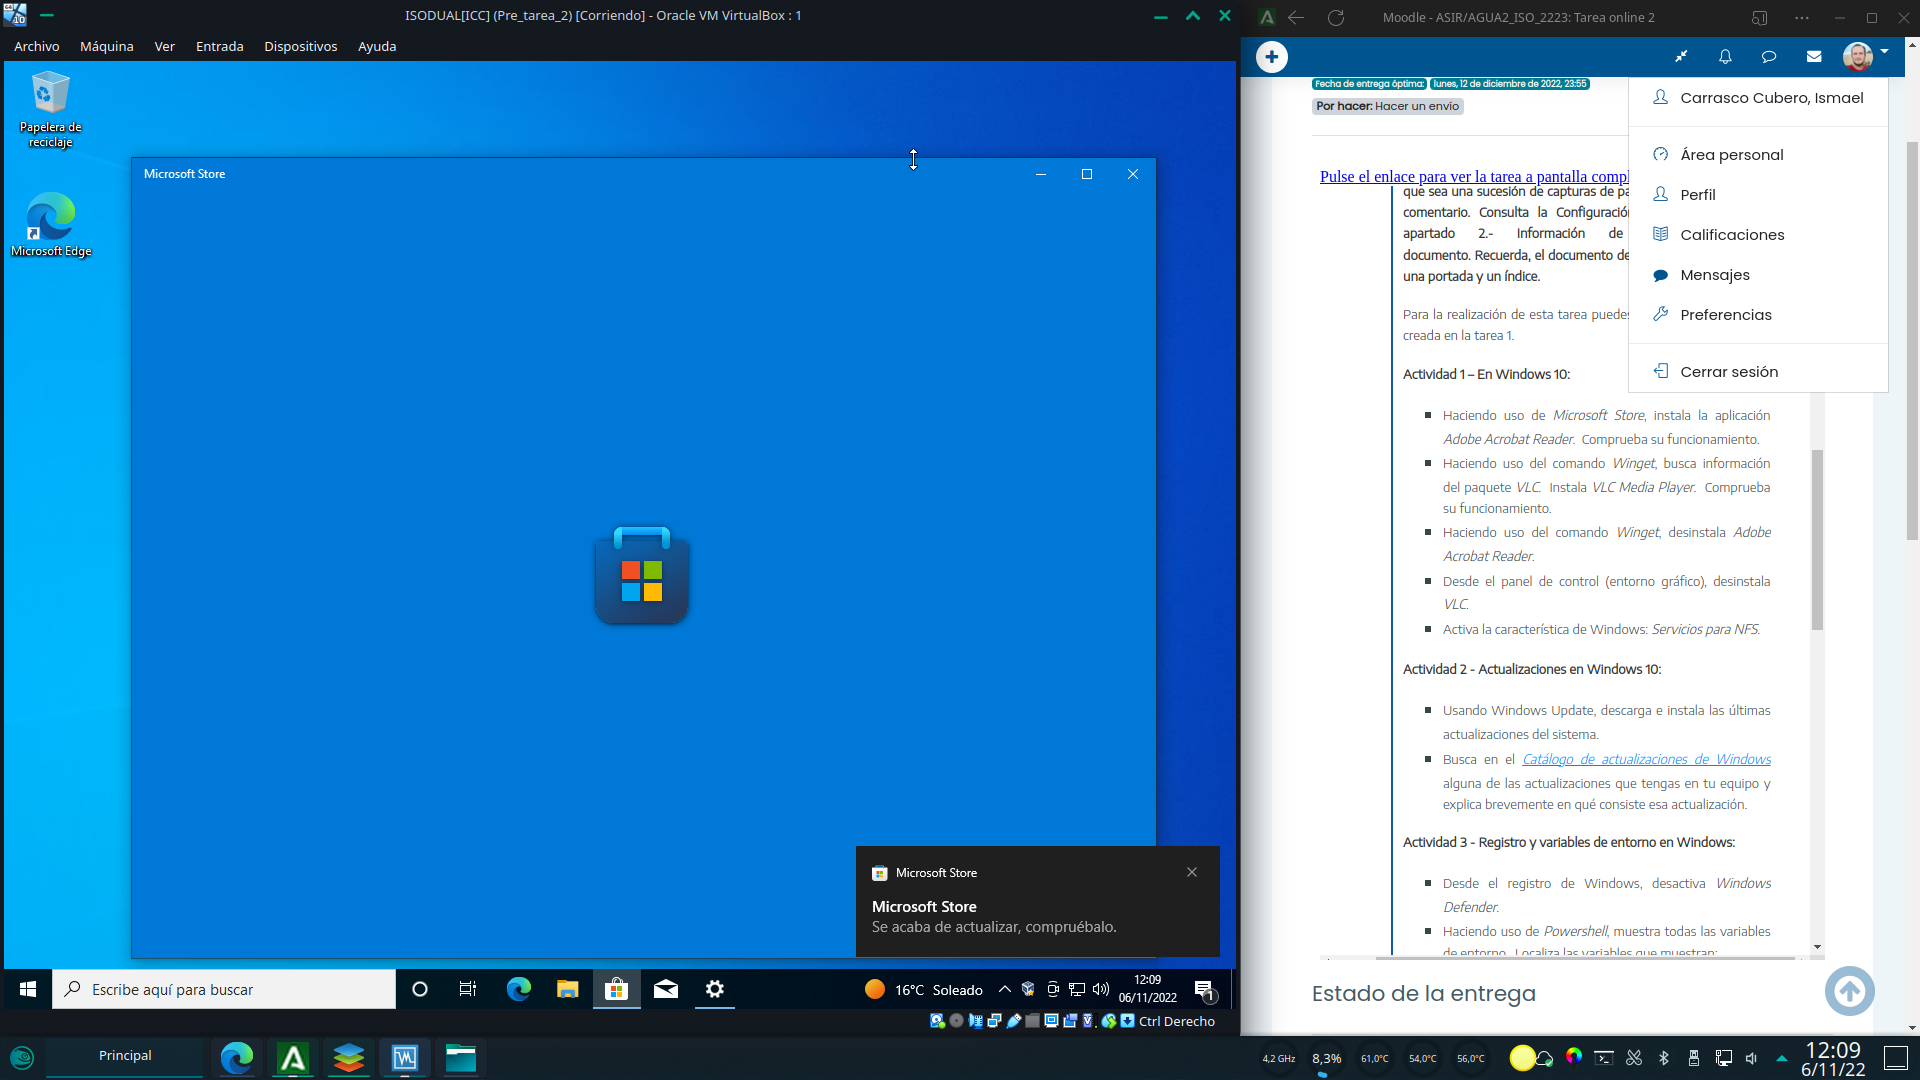 ISODUAL[ICC] (Pre_tarea_2) [Corriendo] - Oracle VM VirtualBox : 1
Archivo Máquina Ver Entrada Dispositivos Ayuda
Papelera de
reciclaje
Microsoft Edge
Microsoft Store
Microsoft Store
Microsoft Store
Se acaba de actualizar, compruébalo.
Escribe aquí para buscar
16°C Soleado
12:09
06/11/2022
1
Ctrl Derecho
Moodle - ASIR/AGUA2_ISO_2223: Tarea online 2
Fecha de entrega óptima: lunes, 12 de diciembre de 2022, 23:55
Por hacer: Hacer un envío
Carrasco Cubero, Ismael
Área personal
Perfil
Calificaciones
Mensajes
Preferencias
Cerrar sesión
Pulse el enlace para ver la tarea a pantalla compl
que sea una sucesión de capturas de pa
comentario. Consulta la Configuració
apartado 2.- Información de
documento. Recuerda, el documento de
una portada y un índice.
Para la realización de esta tarea puede
creada en la tarea 1.
Actividad 1 – En Windows 10:
Haciendo uso de Microsoft Store, instala la aplicación
Adobe Acrobat Reader. Comprueba su funcionamiento.
Haciendo uso del comando Winget, busca información
del paquete VLC. Instala VLC Media Player. Comprueba
su funcionamiento.
Haciendo uso del comando Winget, desinstala Adobe
Acrobat Reader.
Desde el panel de control (entorno gráfico), desinstala
VLC.
Activa la característica de Windows: Servicios para NFS.
Actividad 2 - Actualizaciones en Windows 10:
Usando Windows Update, descarga e instala las últimas
actualizaciones del sistema.
Busca en el Catálogo de actualizaciones de Windows
alguna de las actualizaciones que tengas en tu equipo y
explica brevemente en qué consiste esa actualización.
Actividad 3 - Registro y variables de entorno en Windows:
Desde el registro de Windows, desactiva Windows
Defender.
Haciendo uso de Powershell, muestra todas las variables
de entorno. Localiza las variables que muestran:
Estado de la entrega
Principal
4,2 GHz
8,3%
61,0°C
54,0°C
56,0°C
12:09
6/11/22